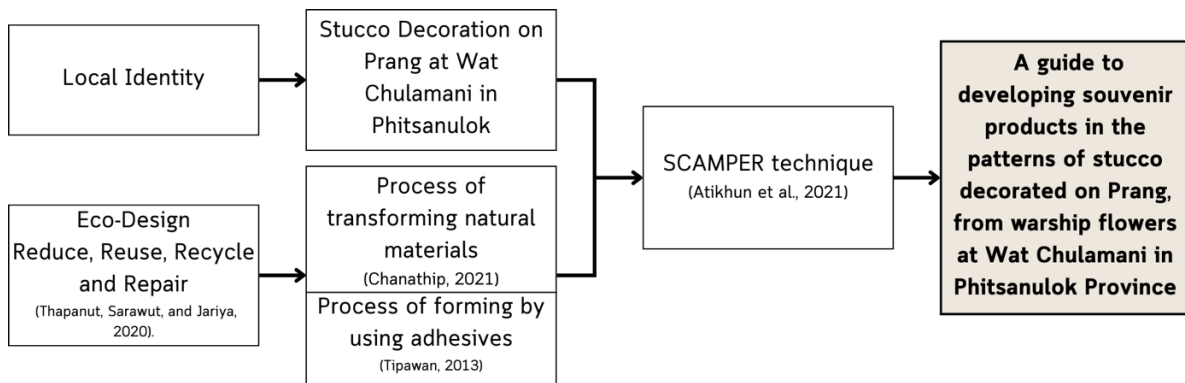 Local Identity
Stucco Decoration on
Prang at Wat
Chulamani in
Phitsanulok
Eco-Design
Reduce, Reuse, Recycle
and Repair
(Thapanut, Sarawut, and Jariya,
2020).
Process of
transforming natural
materials
(Chanathip, 2021)
Process of forming by
using adhesives
(Tipawan, 2013)
SCAMPER technique
(Atikhun et al., 2021)
A guide to
developing souvenir
products in the
patterns of stucco
decorated on Prang,
from warship flowers
at Wat Chulamani in
Phitsanulok Province